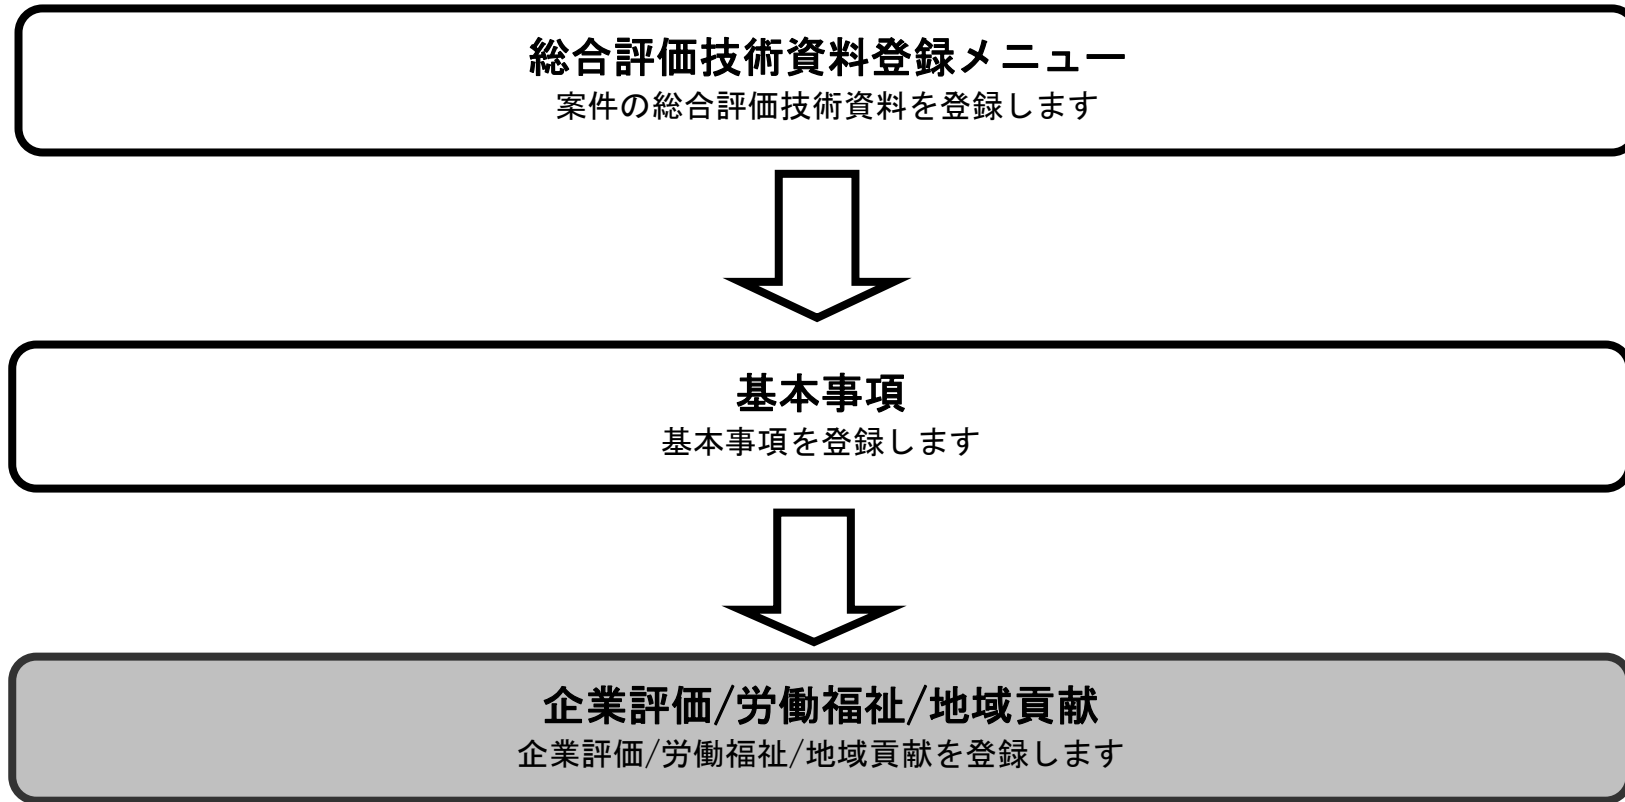 総合評価技術資料登録メニュー
案件の総合評価技術資料を登録します
基本事項
基本事項を登録します
企業評価/労働福祉/地域貢献
企業評価/労働福祉/地域貢献を登録します